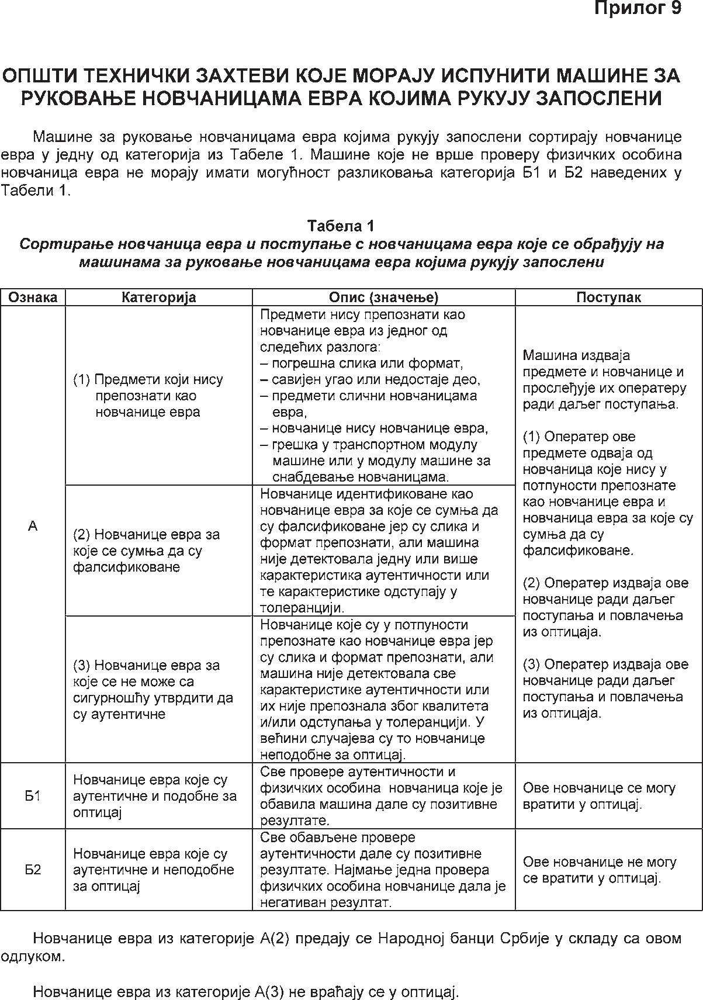 Прилог 9
ОПШТИ ТЕХНИЧКИ ЗАХТЕВИ КОЈЕ МОРАЈУ ИСПУНИТИ МАШИНЕ ЗА
РУКОВАЊЕ НОВЧАНИЦАМА ЕВРА КОЈИМА РУКУЈУ ЗАПОСЛЕНИ
Машине за руковање новчаницама евра којима рукују запослени сортирају новчанице
евра у једну од категорија из Табеле 1. Машине које не врше проверу физичких особина
новчаница евра не морају имати могућност разликовања категорија Б1 и Б2 наведених у
Табели 1.
Табела 1
Сортирање новчаница евра и поступање с новчаницама евра које се обрађују на
машинама за руковање новчаницама евра којима рукују запослени
Ознака
Категорија
Опис (значење)
Поступак
А
(1) Предмети који нису
препознати као
новчанице евра
Предмети нису препознати као
новчанице евра из једног од
следећих разлога:
– погрешна слика или формат,
– савијен угао или недостаје део,
– предмети слични новчаницама
евра,
– новчанице нису новчанице евра,
– грешка у транспортном модулу
машине или у модулу машине за
снабдевање новчаницама.
Машина издваја
предмете и новчанице и
прослеђује их оператеру
ради даљег поступања.
(1) Оператер ове
предмете одваја од
новчаница које нису у
потпуности препознате
као новчанице евра и
новчаница евра за које су
сумња да су
фалсификоване.
(2) Оператер издваја ове
новчанице ради даљег
поступања и повлачења
из оптицаја.
(3) Оператер издваја ове
новчанице ради даљег
поступања и повлачења
из оптицаја.
(2) Новчанице евра за
које се сумња да су
фалсификоване
Новчанице идентификоване као
новчанице евра за које се сумња да
су фалсификоване јер су слика и
формат препознати, али машина
није детектовала једну или више
карактеристика аутентичности или
те карактеристике одступају у
толеранцији.
(3) Новчанице евра за
које се не може са
сигурношћу утврдити да
су аутентичне
Новчанице које су у потпуности
препознате као новчанице евра јер
су слика и формат препознати, али
машина није детектовала све
карактеристике аутентичности или
их није препознала због квалитета
и/или одступања у толеранцији. У
већини случајева су то новчанице
неподобне за оптицај.
Б1
Новчанице евра које су
аутентичне и подобне за
оптицај
Све провере аутентичности и
физичких особина новчаница које је
обавила машина дале су позитивне
резултате.
Ове новчанице се могу
вратити у оптицај.
Б2
Новчанице евра које су
аутентичне и неподобне
за оптицај
Све обављене провере
аутентичности дале су позитивне
резултате. Најмање једна провера
физичких особина новчанице дала је
негативан резултат.
Ове новчанице не могу
се вратити у оптицај.
Новчанице евра из категорије А(2) предају се Народној банци Србије у складу са овом
одлуком.
Новчанице евра из категорије А(3) не враћају се у оптицај.